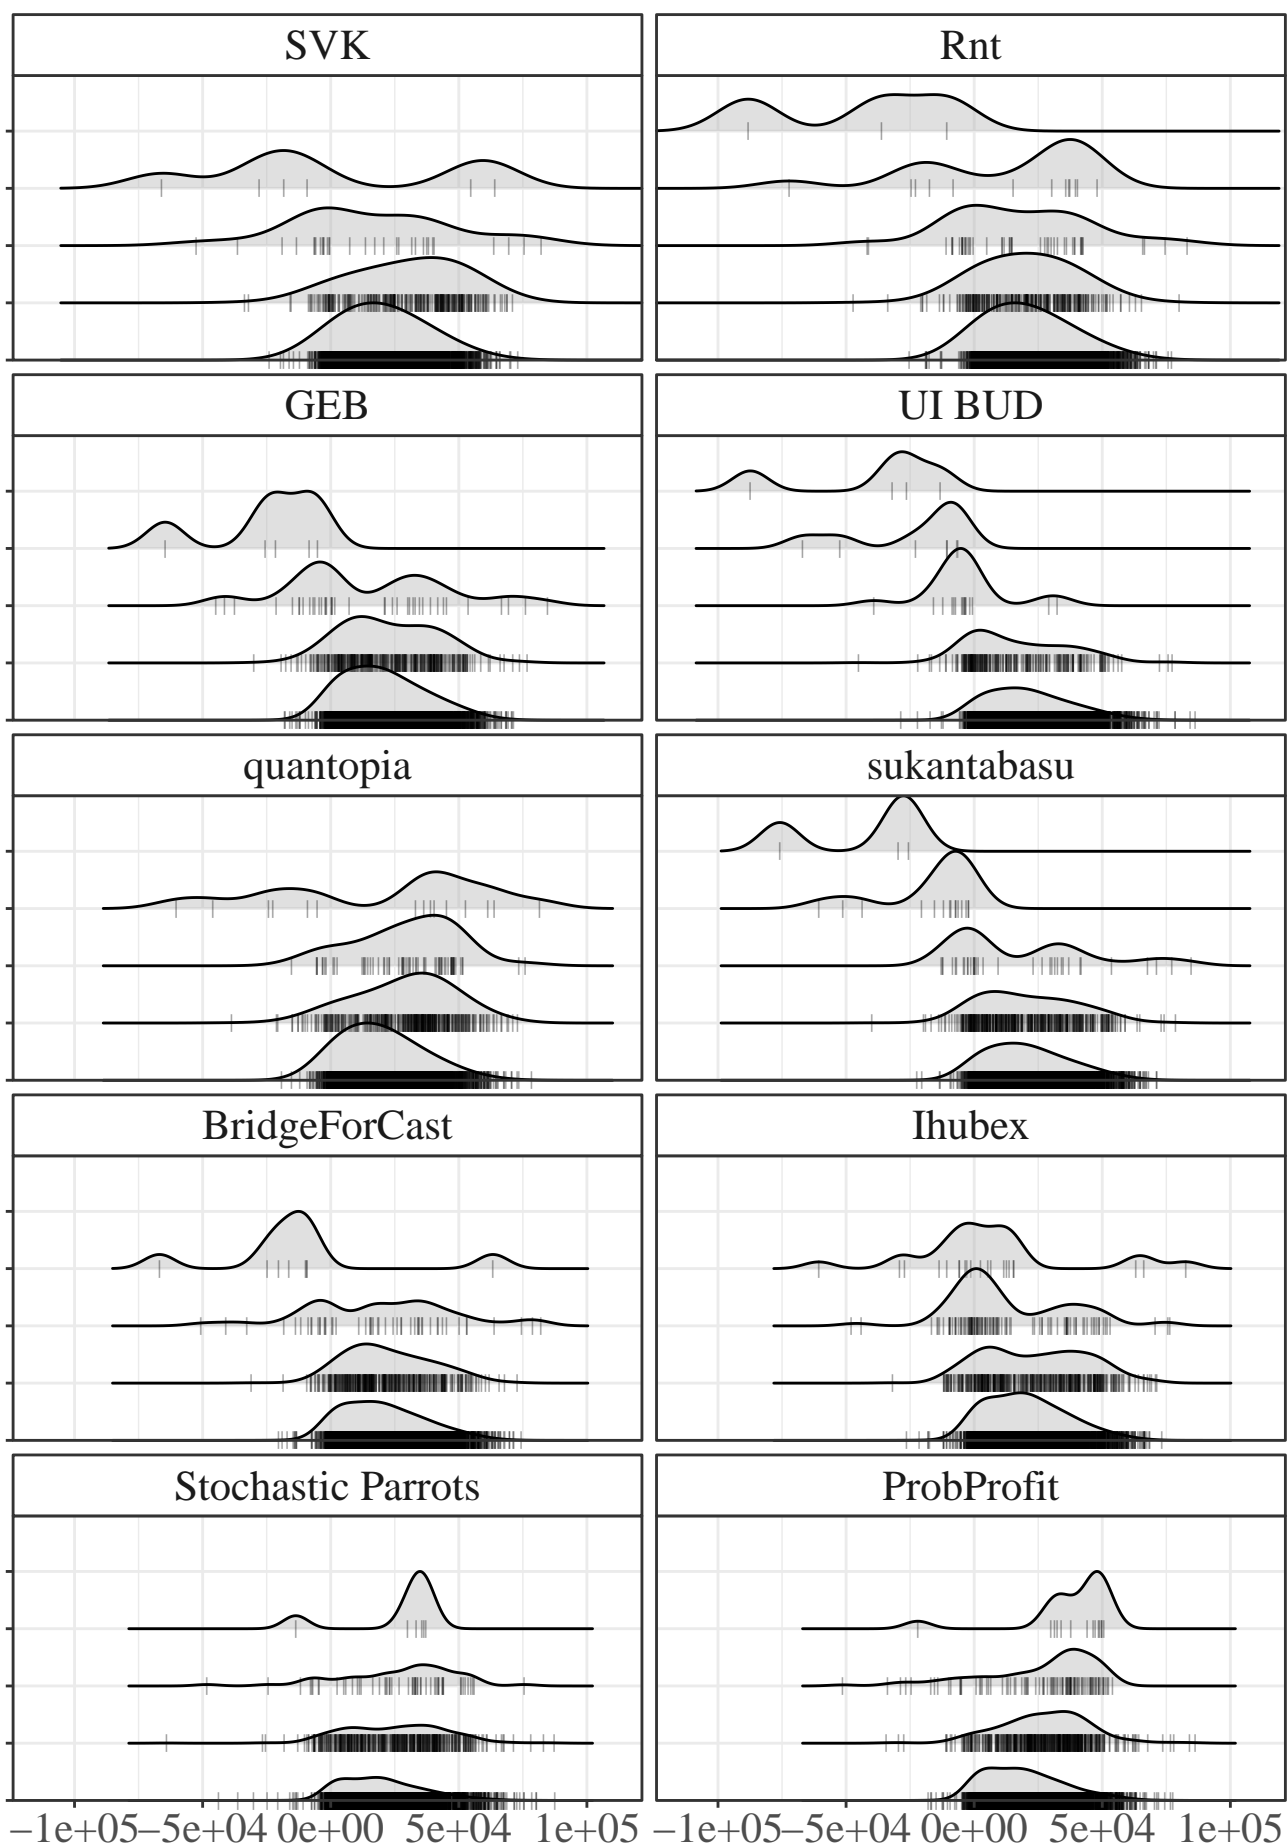 SVK Rnt
GEB UI BUD
quantopia sukantabasu
BridgeForCast Ihubex
Stochastic Parrots ProbProfit
−1e+05 −5e+04 0e+00 5e+04 1e+05 −1e+05 −5e+04 0e+00 5e+04 1e+05